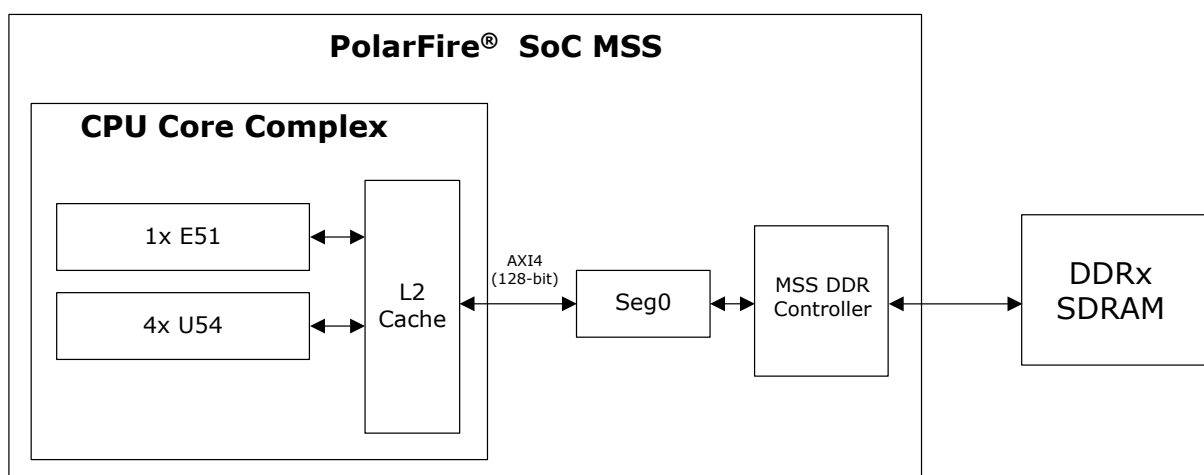 PolarFire® SoC MSS
CPU Core Complex
1x E51
4x U54
L2
Cache
AXI4
(128-bit)
Seg0
MSS DDR
Controller
DDRx
SDRAM